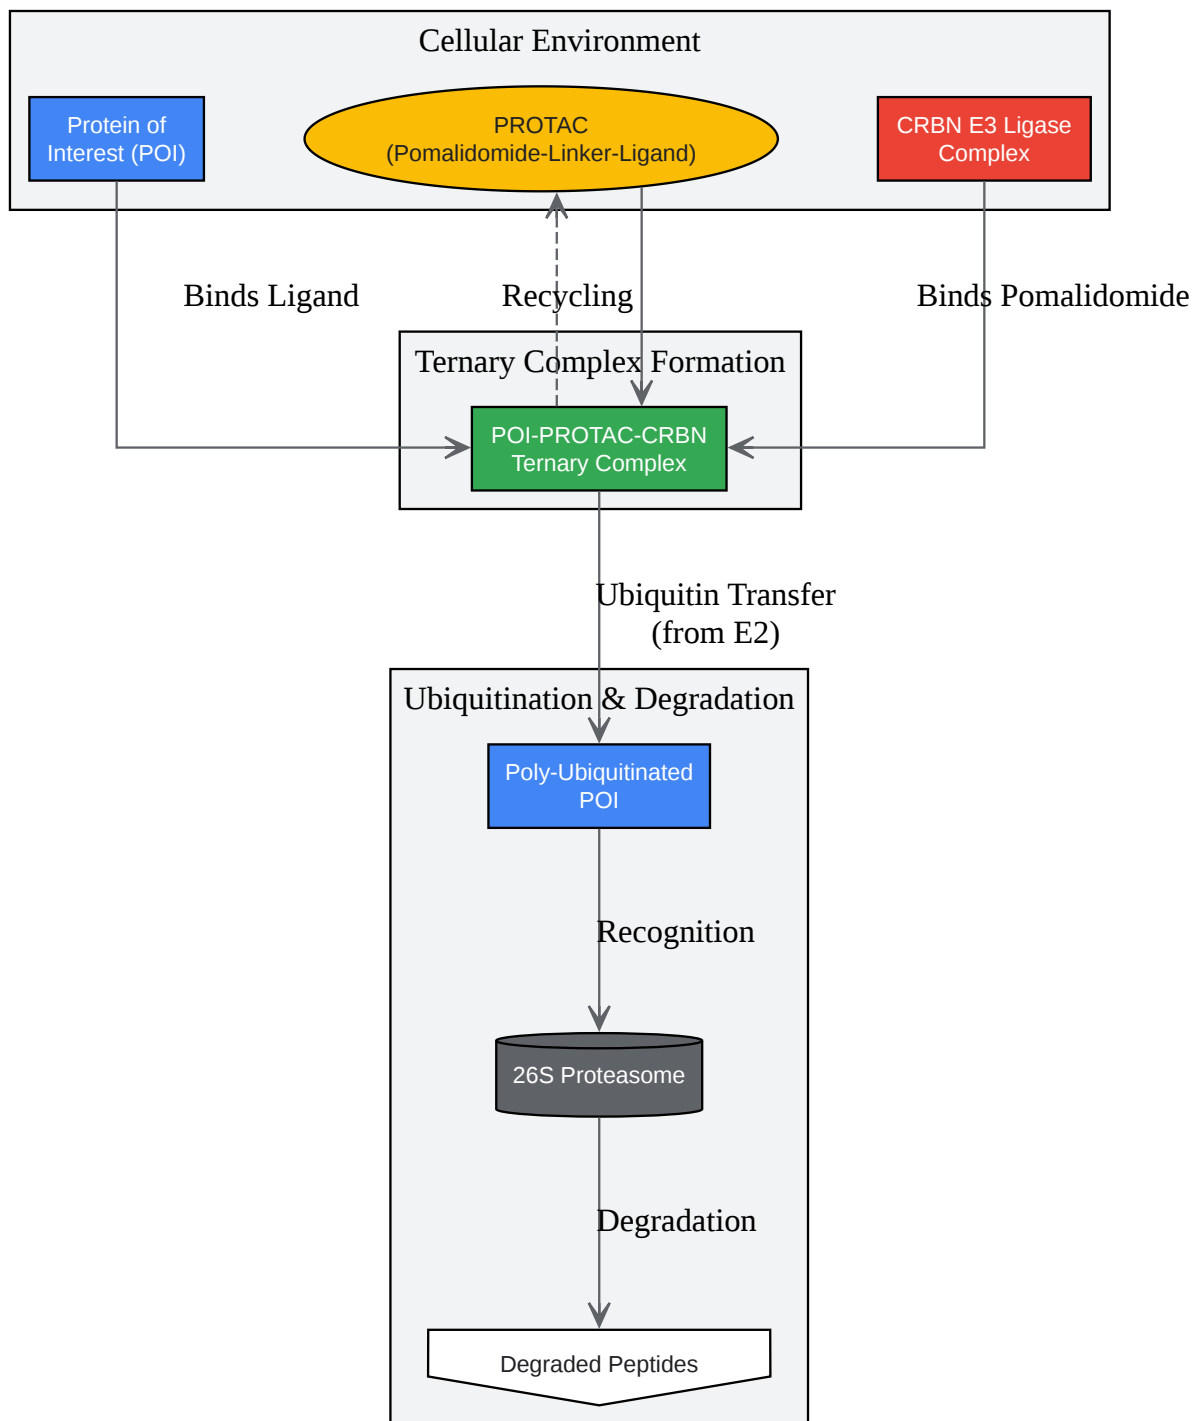 Cellular Environment
Protein of
Interest (POI)
PROTAC
(Pomalidomide-Linker-Ligand)
CRBN E3 Ligase
Complex
Binds Ligand
Recycling
Binds Pomalidomide
Ternary Complex Formation
POI-PROTAC-CRBN
Ternary Complex
Ubiquitin Transfer
(from E2)
Ubiquitination & Degradation
Poly-Ubiquitinated
POI
Recognition
26S Proteasome
Degradation
Degraded Peptides